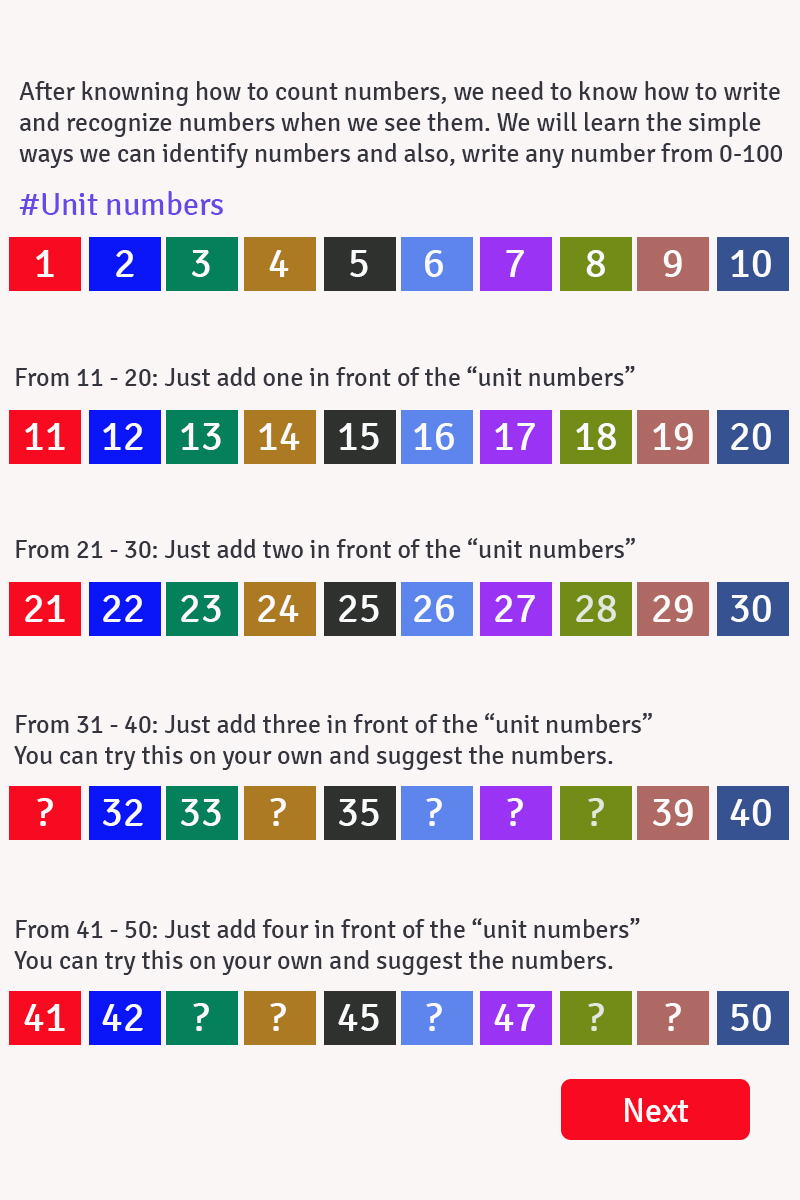 After knowning how to count numbers, we need to know how to write
and recognize numbers when we see them. We will learn the simple
ways we can identify numbers and also, write any number from 0-100
#Unit numbers
1 2 3 4 5 6 7 8 9 10
From 11 - 20: Just add one in front of the “unit numbers”
11 12 13 14 15 16 17 18 19 20
From 21 - 30: Just add two in front of the “unit numbers”
21 22 23 24 25 26 27 28 29 30
From 31 - 40: Just add three in front of the “unit numbers”
You can try this on your own and suggest the numbers.
? 32 33 ? 35 ? ? ? 39 40
From 41 - 50: Just add four in front of the “unit numbers”
You can try this on your own and suggest the numbers.
41 42 ? ? 45 ? 47 ? ? 50
Next